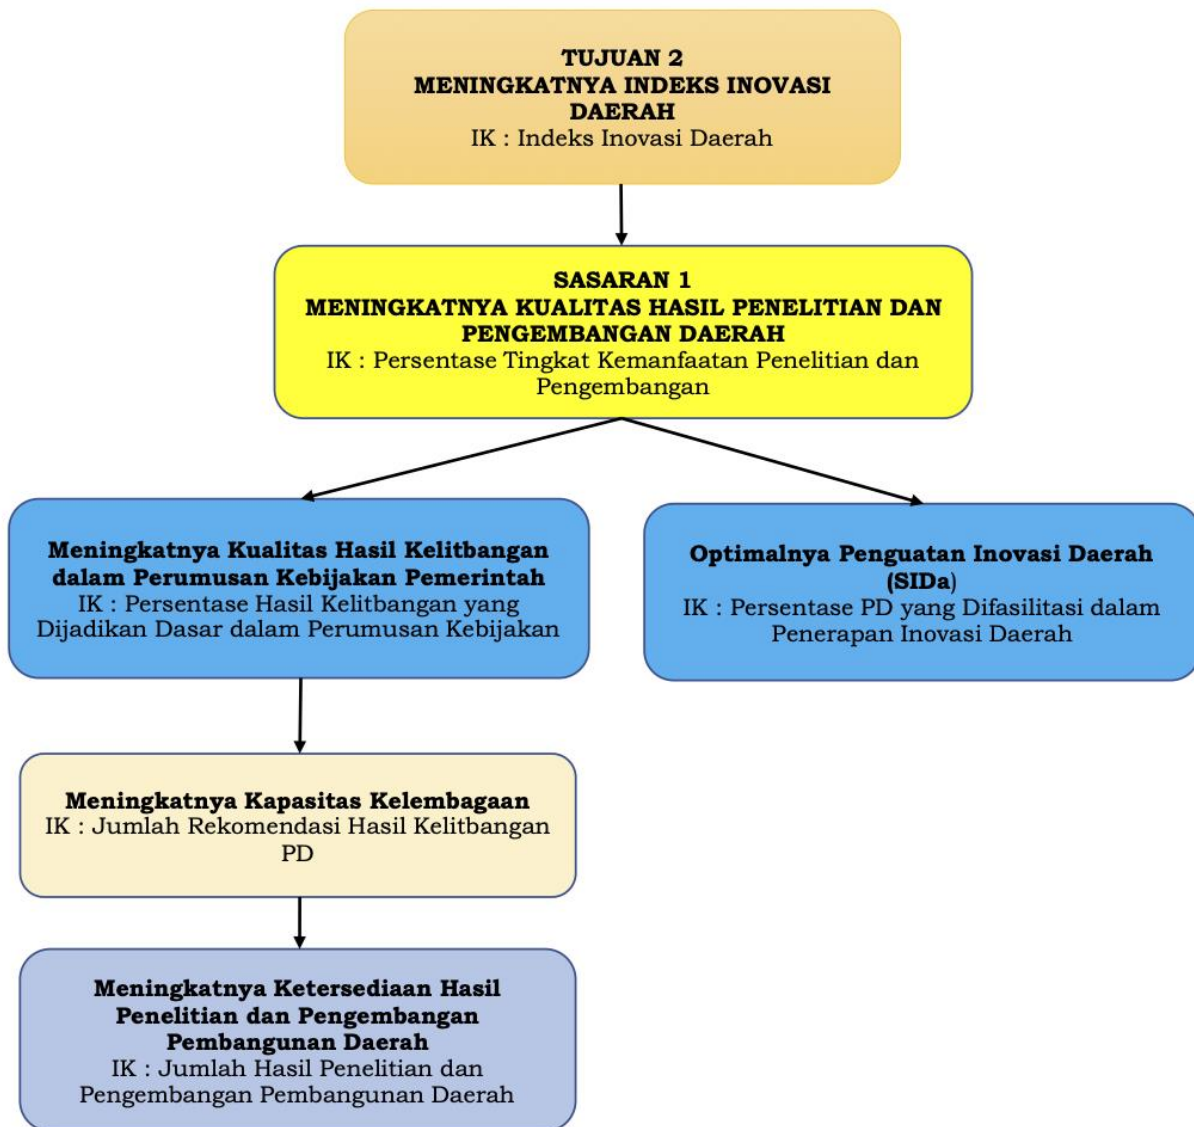 TUJUAN 2
MENINGKATNYA INDEKS INOVASI
DAERAH
IK : Indeks Inovasi Daerah
SASARAN 1
MENINGKATNYA KUALITAS HASIL PENELITIAN DAN
PENGEMBANGAN DAERAH
IK : Persentase Tingkat Kemanfaatan Penelitian dan
Pengembangan
Meningkatnya Kualitas Hasil Kelitbangan
dalam Perumusan Kebijakan Pemerintah
IK : Persentase Hasil Kelitbangan yang
Dijadikan Dasar dalam Perumusan Kebijakan
Optimalnya Penguatan Inovasi Daerah
(SIDa)
IK : Persentase PD yang Difasilitasi dalam
Penerapan Inovasi Daerah
Meningkatnya Kapasitas Kelembagaan
IK : Jumlah Rekomendasi Hasil Kelitbangan
PD
Meningkatnya Ketersediaan Hasil
Penelitian dan Pengembangan
Pembangunan Daerah
IK : Jumlah Hasil Penelitian dan
Pengembangan Pembangunan Daerah